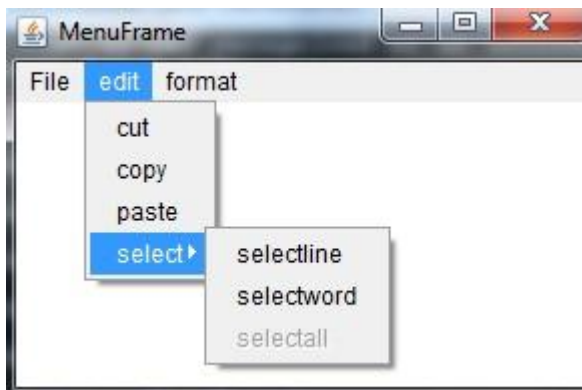 MenuFrame
File edit format
cut
copy
paste
select
selectline
selectword
selectall